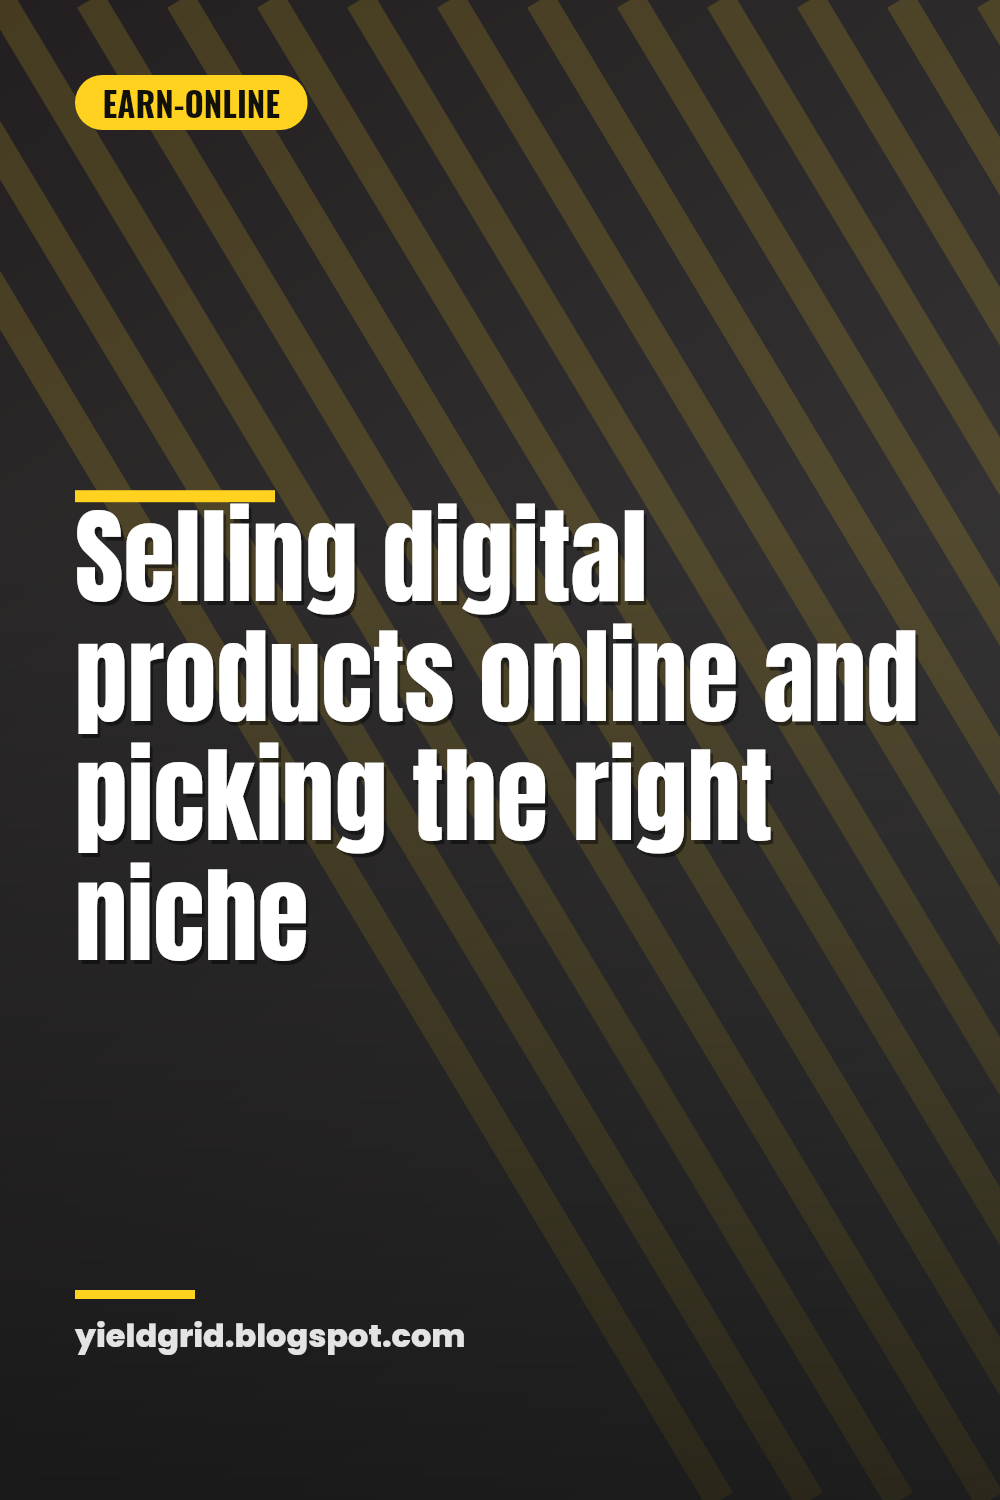 EARN-ONLINE
Selling digital
products online and
picking the right
niche
yieldgrid.blogspot.com